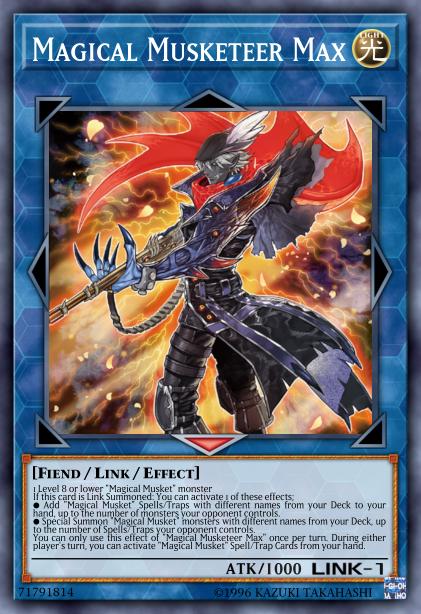 MAGICAL MUSKETEER MAX
LIGHT
光
[FIEND / LINK / EFFECT]
1 Level 8 or lower "Magical Musket" monster
If this card is Link Summoned: You can activate 1 of these effects;
● Add "Magical Musket" Spells/Traps with different names from your Deck to your
hand, up to the number of monsters your opponent controls.
● Special Summon "Magical Musket" monsters with different names from your Deck, up
to the number of Spells/Traps your opponent controls.
You can only use this effect of "Magical Musketeer Max" once per turn. During either
player's turn, you can activate "Magical Musket" Spell/Trap Cards from your hand.
ATK/1000 LINK-1
71791814
©1996 KAZUKI TAKAHASHI